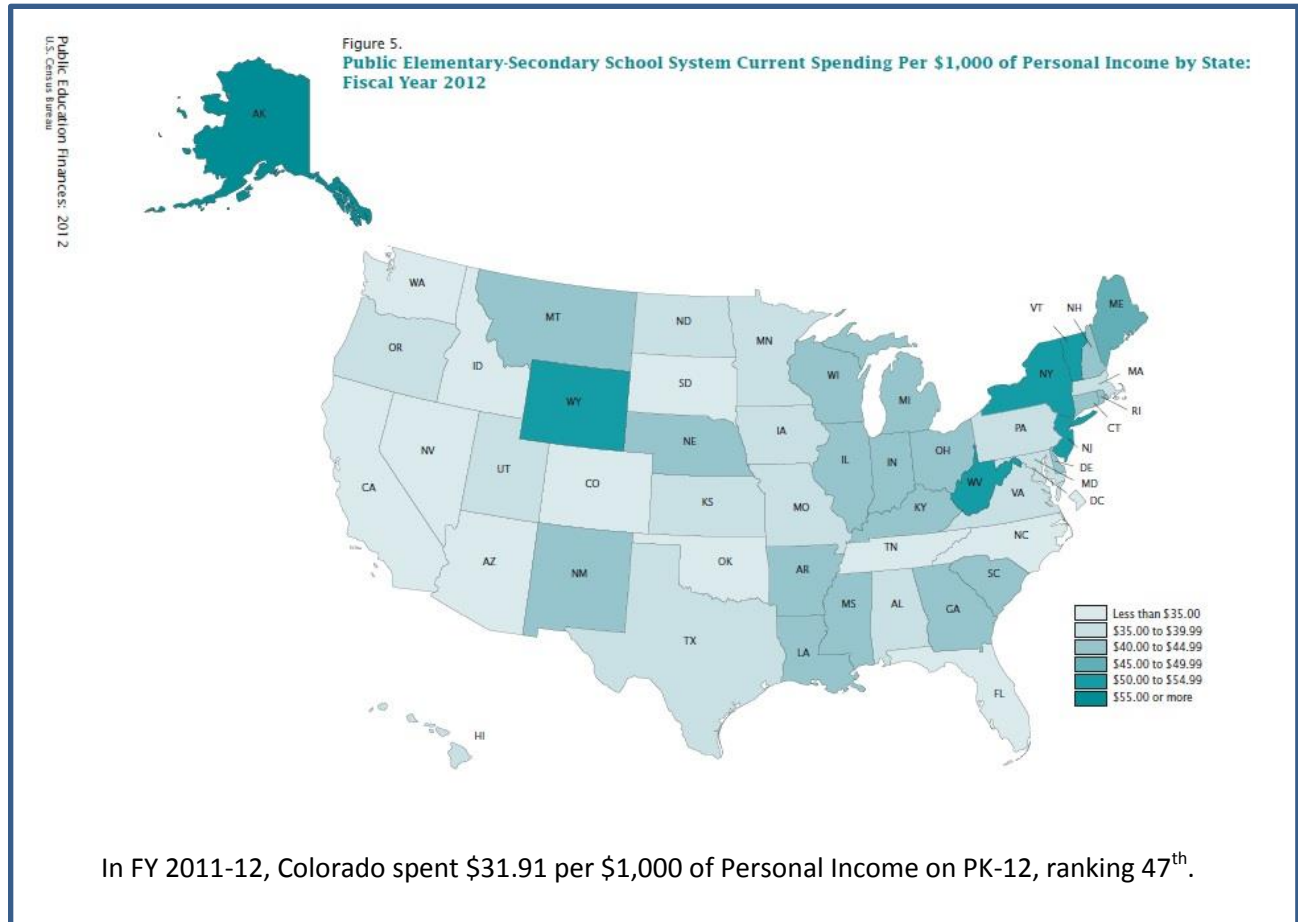 Public Education Finances: 2012
U.S. Census Bureau
Figure 5.
Public Elementary-Secondary School System Current Spending Per $1,000 of Personal Income by State:
Fiscal Year 2012
AK
WA
MT
ND
MN
VT
NH
ME
OR
ID
SD
WI
NY
MA
WY
MI
RI
CT
NE
IA
PA
NJ
NV
UT
IL
IN
OH
DE
MD
CA
CO
KS
MO
WV
VA
DC
KY
NC
AZ
NM
OK
AR
TN
SC
MS
AL
GA
TX
LA
FL
HI
Less than $35.00
$35.00 to $39.99
$40.00 to $44.99
$45.00 to $49.99
$50.00 to $54.99
$55.00 or more
In FY 2011-12, Colorado spent $31.91 per $1,000 of Personal Income on PK-12, ranking 47th.